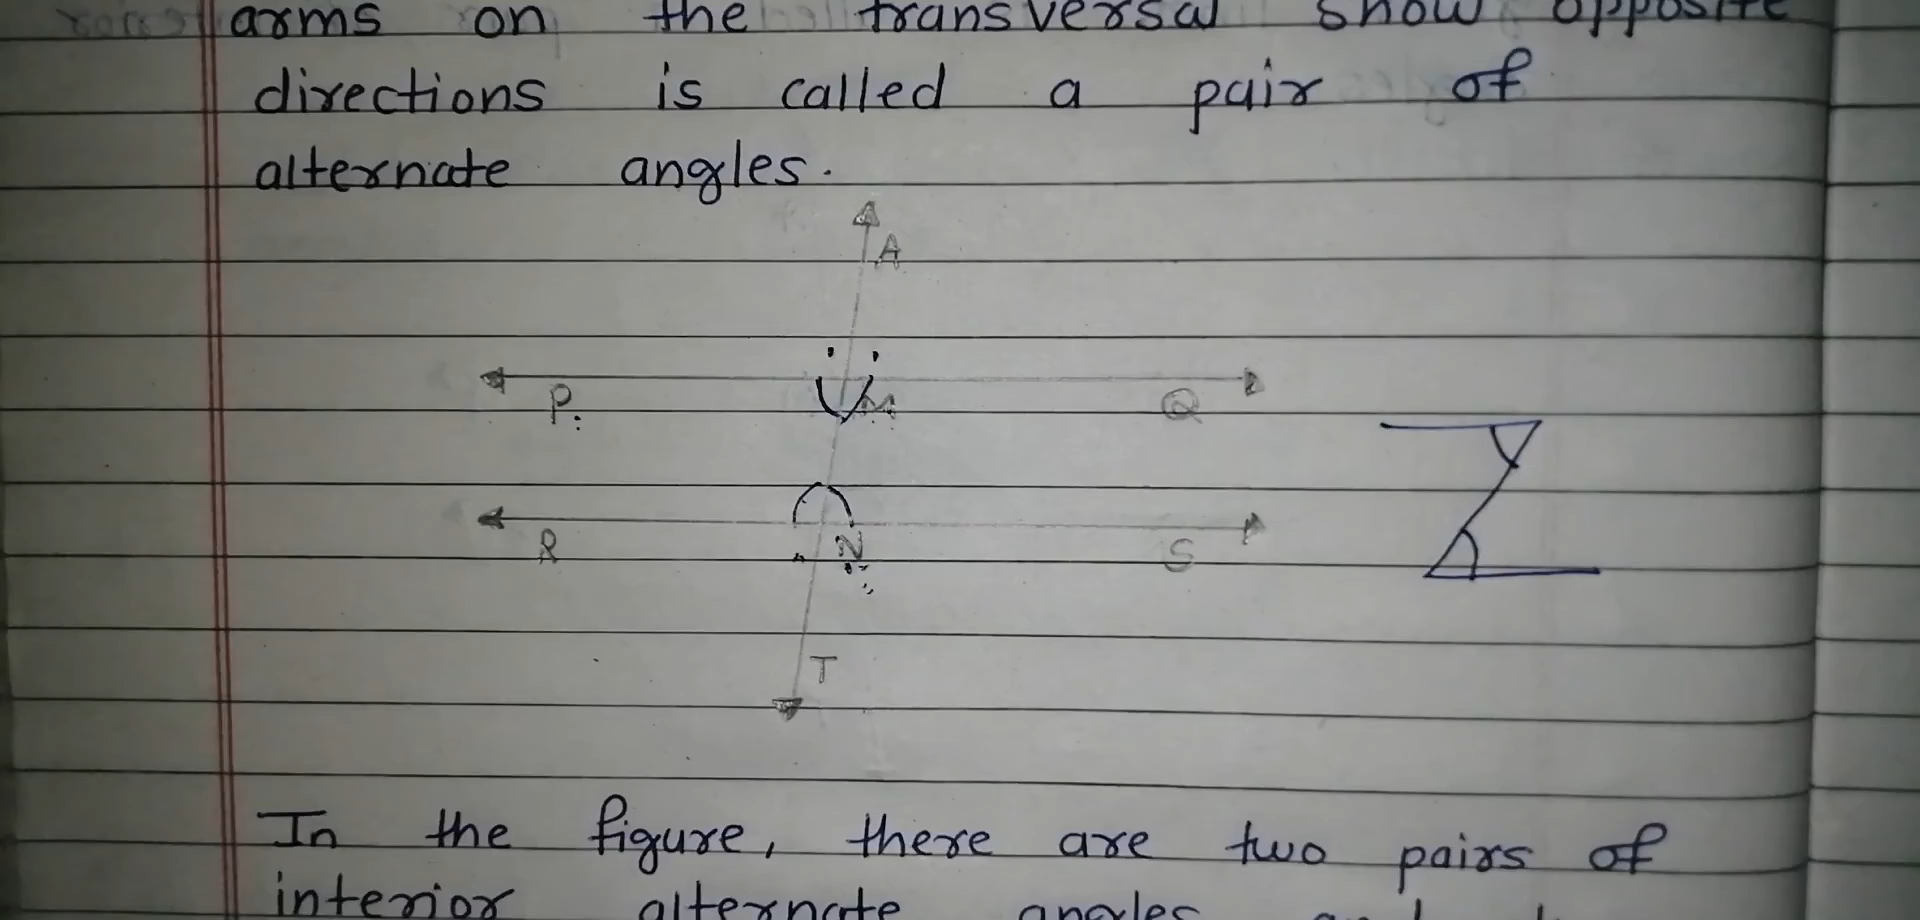 arms on the transversal show opposite
directions is called a pair of
alternate angles.
A
P
M
Q
R
N
S
T
In the figure, there are two pairs of
interior alternate angles